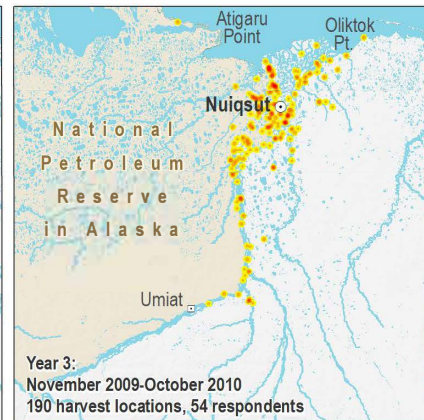 Atigaru
Point
Oliktok
Pt.
Nuiqsut
National
Petroleum
Reserve
in Alaska
Umiat
Year 3:
November 2009-October 2010
190 harvest locations, 54 respondents